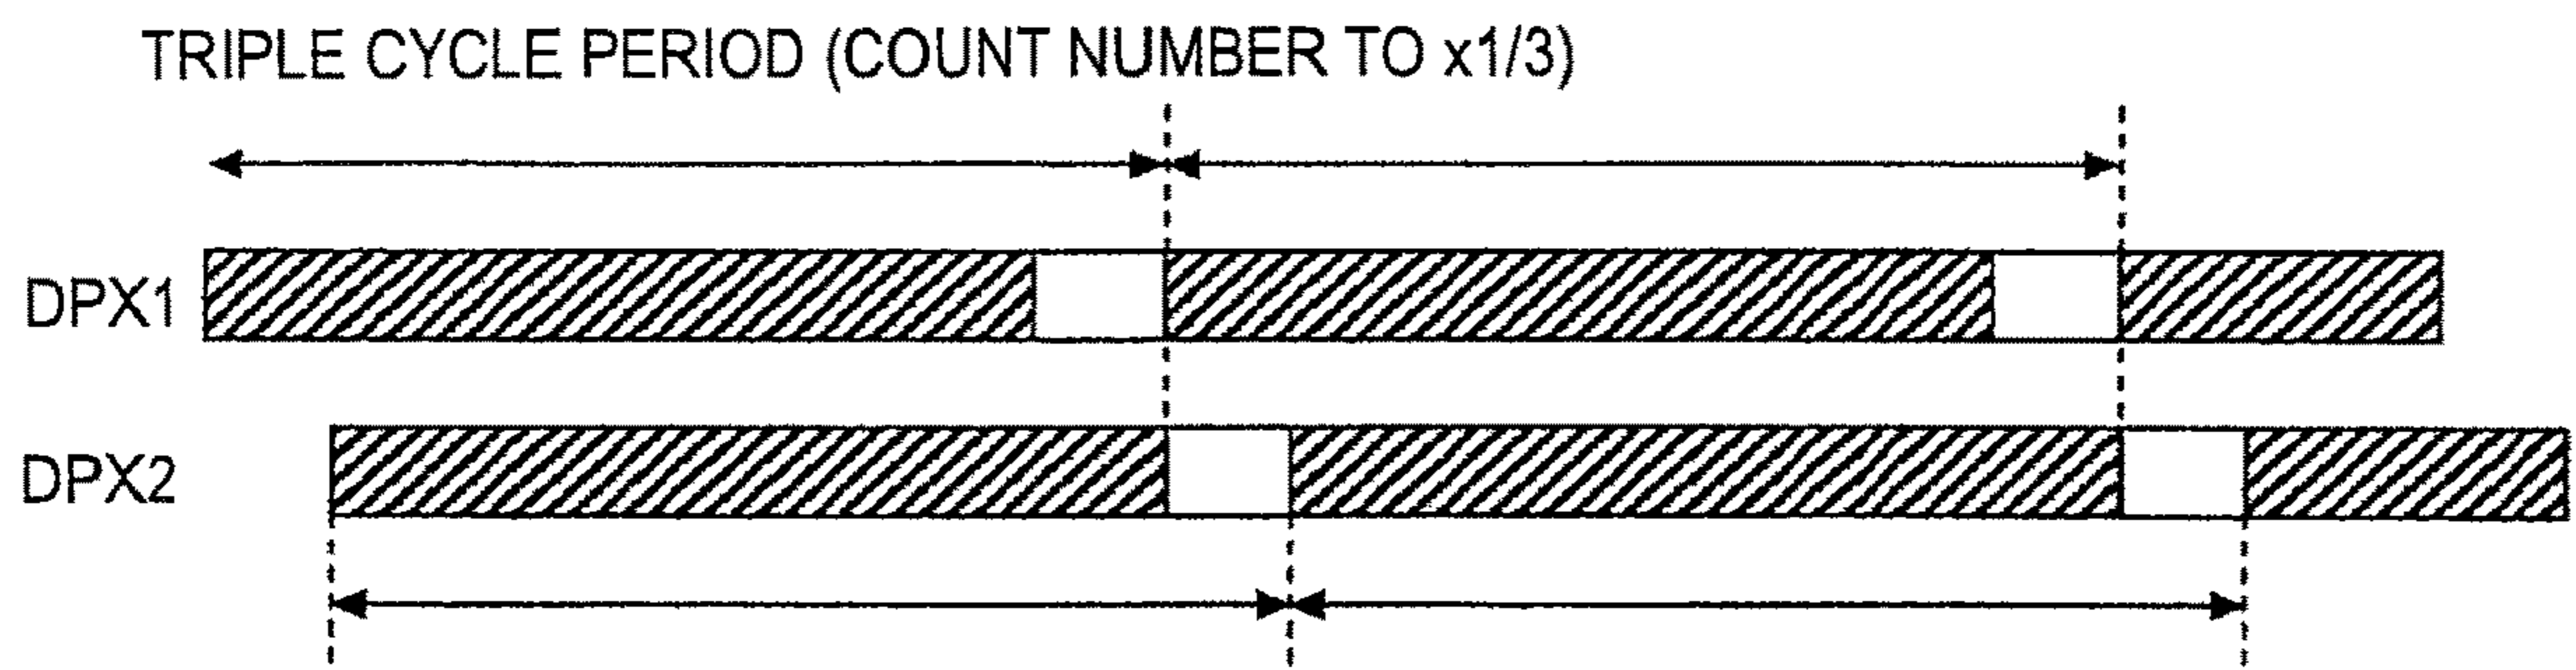 TRIPLE CYCLE PERIOD (COUNT NUMBER TO x1/3)
DPX1
DPX2